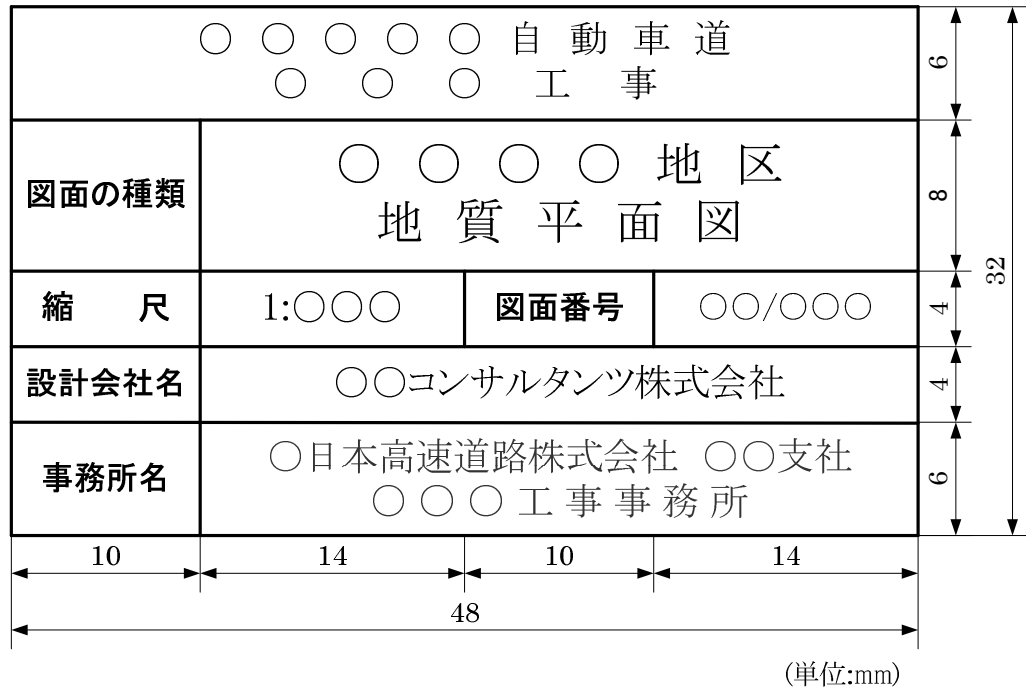 ○○○○○自動車道
○○○工事
6
図面の種類
○○○○地区
地質平面図
8
32
縮 尺
1:○○○
図面番号
○○/○○○
4
設計会社名
○○コンサルタンツ株式会社
4
事務所名
○日本高速道路株式会社 ○○支社
○○○工事事務所
6
10
14
10
14
48
(単位:mm)